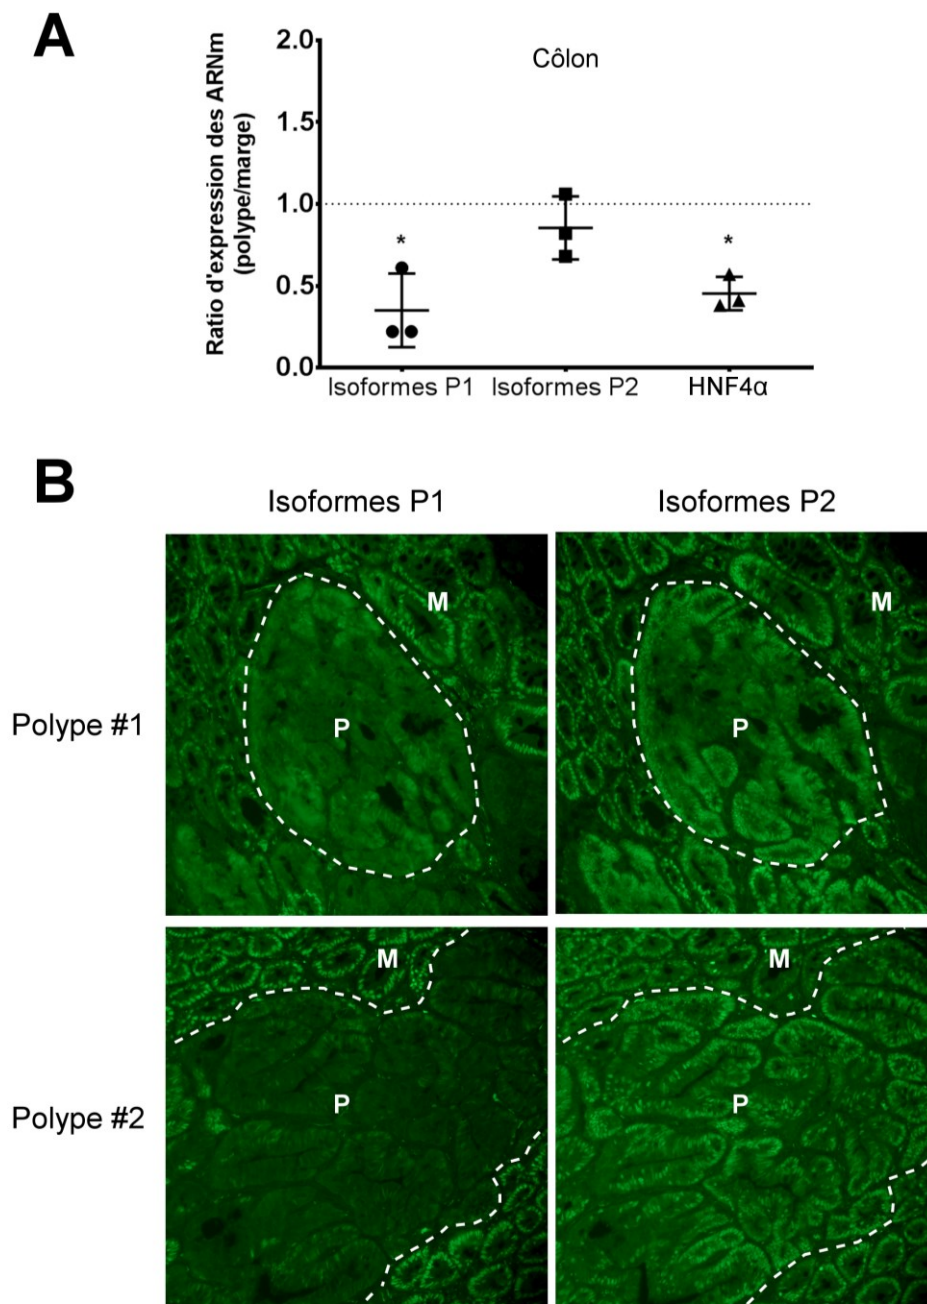 A
Côlon
Ratio d'expression des ARNm
(polype/marge)
2.0
1.5
1.0
0.5
0.0
*
*
Isoformes P1
Isoformes P2
HNF4α
B
Isoformes P1
Isoformes P2
Polype #1
M
P
M
P
Polype #2
M
P
M
P